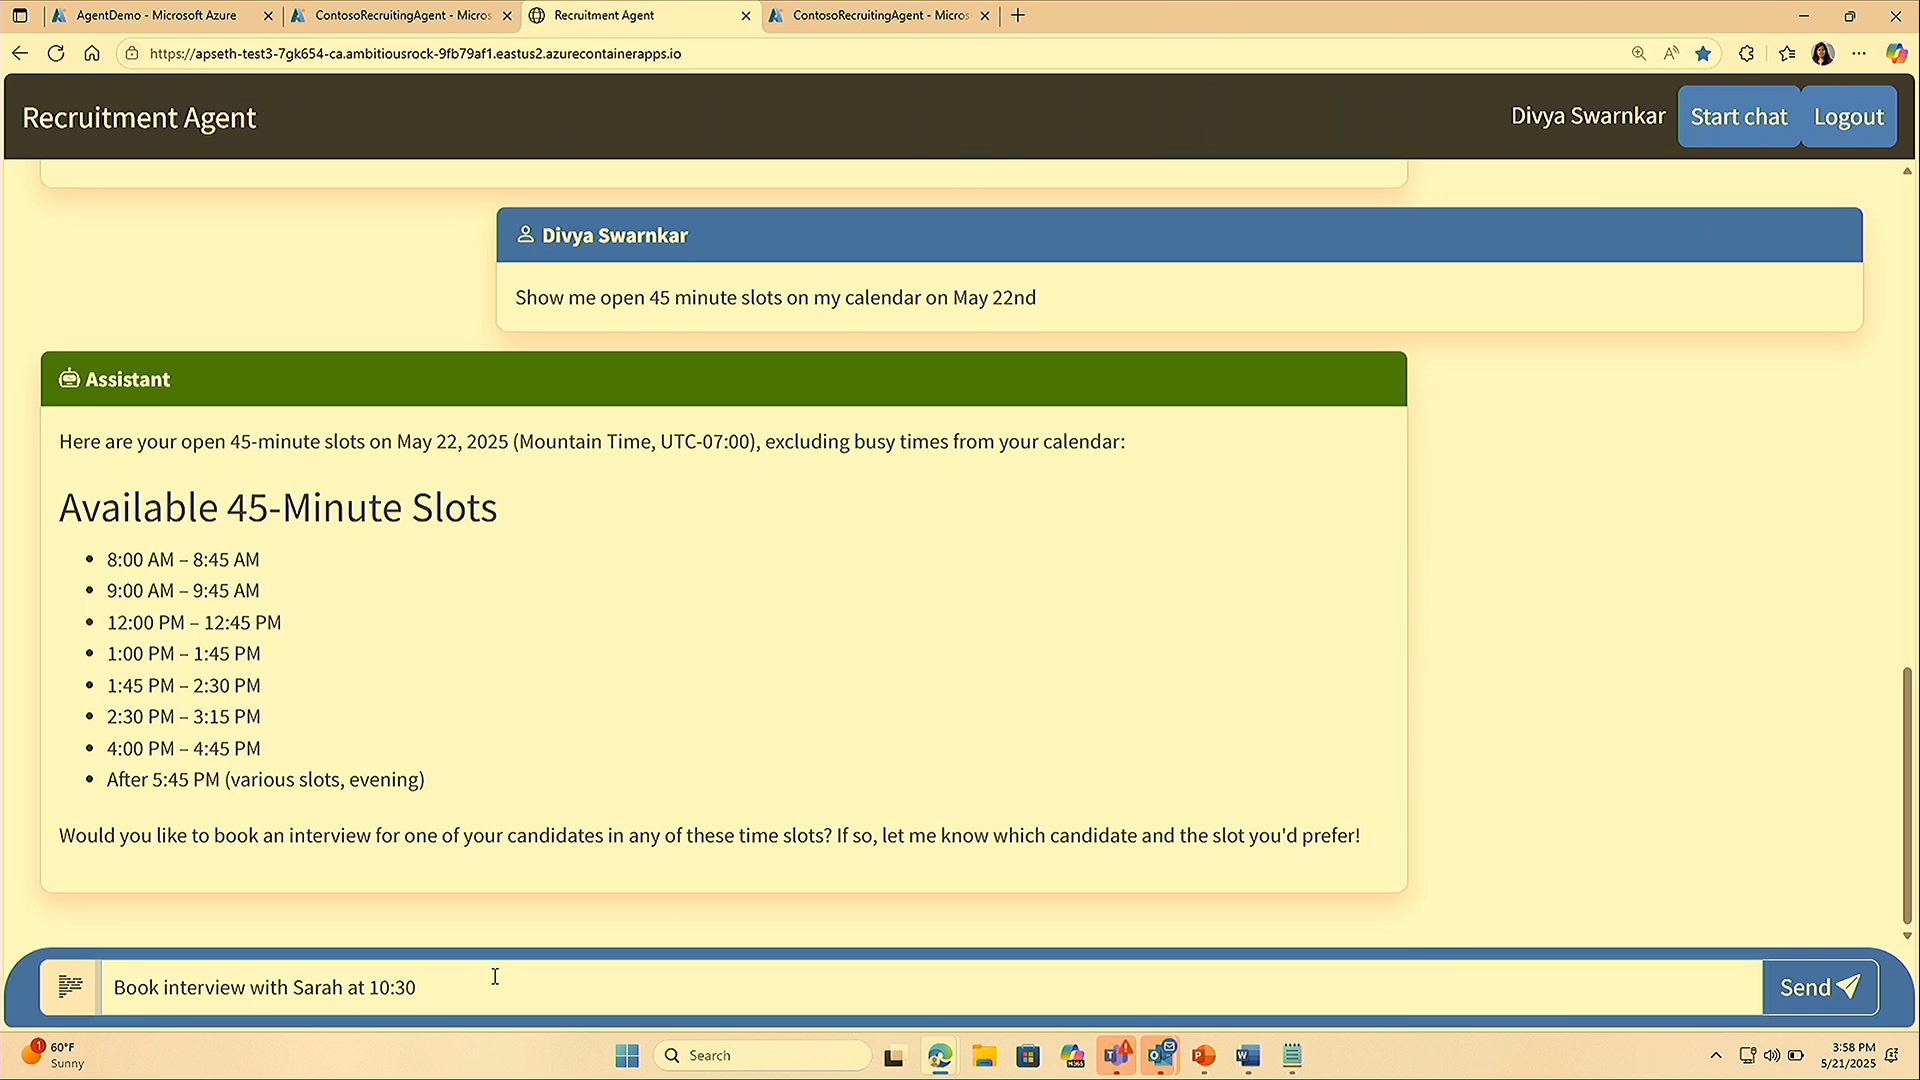 AgentDemo - Microsoft Azure
ContosoRecruitingAgent - Micros
Recruitment Agent
ContosoRecruitingAgent - Micros
https://apseth-test3-7gk654-ca.ambitiousrock-9fb79af1.eastus2.azurecontainerapps.io
Recruitment Agent
Divya Swarnkar
Start chat
Logout
Divya Swarnkar
Show me open 45 minute slots on my calendar on May 22nd
Assistant
Here are your open 45-minute slots on May 22, 2025 (Mountain Time, UTC-07:00), excluding busy times from your calendar:
Available 45-Minute Slots
• 8:00 AM – 8:45 AM
• 9:00 AM – 9:45 AM
• 12:00 PM – 12:45 PM
• 1:00 PM – 1:45 PM
• 1:45 PM – 2:30 PM
• 2:30 PM – 3:15 PM
• 4:00 PM – 4:45 PM
• After 5:45 PM (various slots, evening)
Would you like to book an interview for one of your candidates in any of these time slots? If so, let me know which candidate and the slot you'd prefer!
Book interview with Sarah at 10:30
Send
1
60°F
Sunny
Search
M365
3:58 PM
5/21/2025